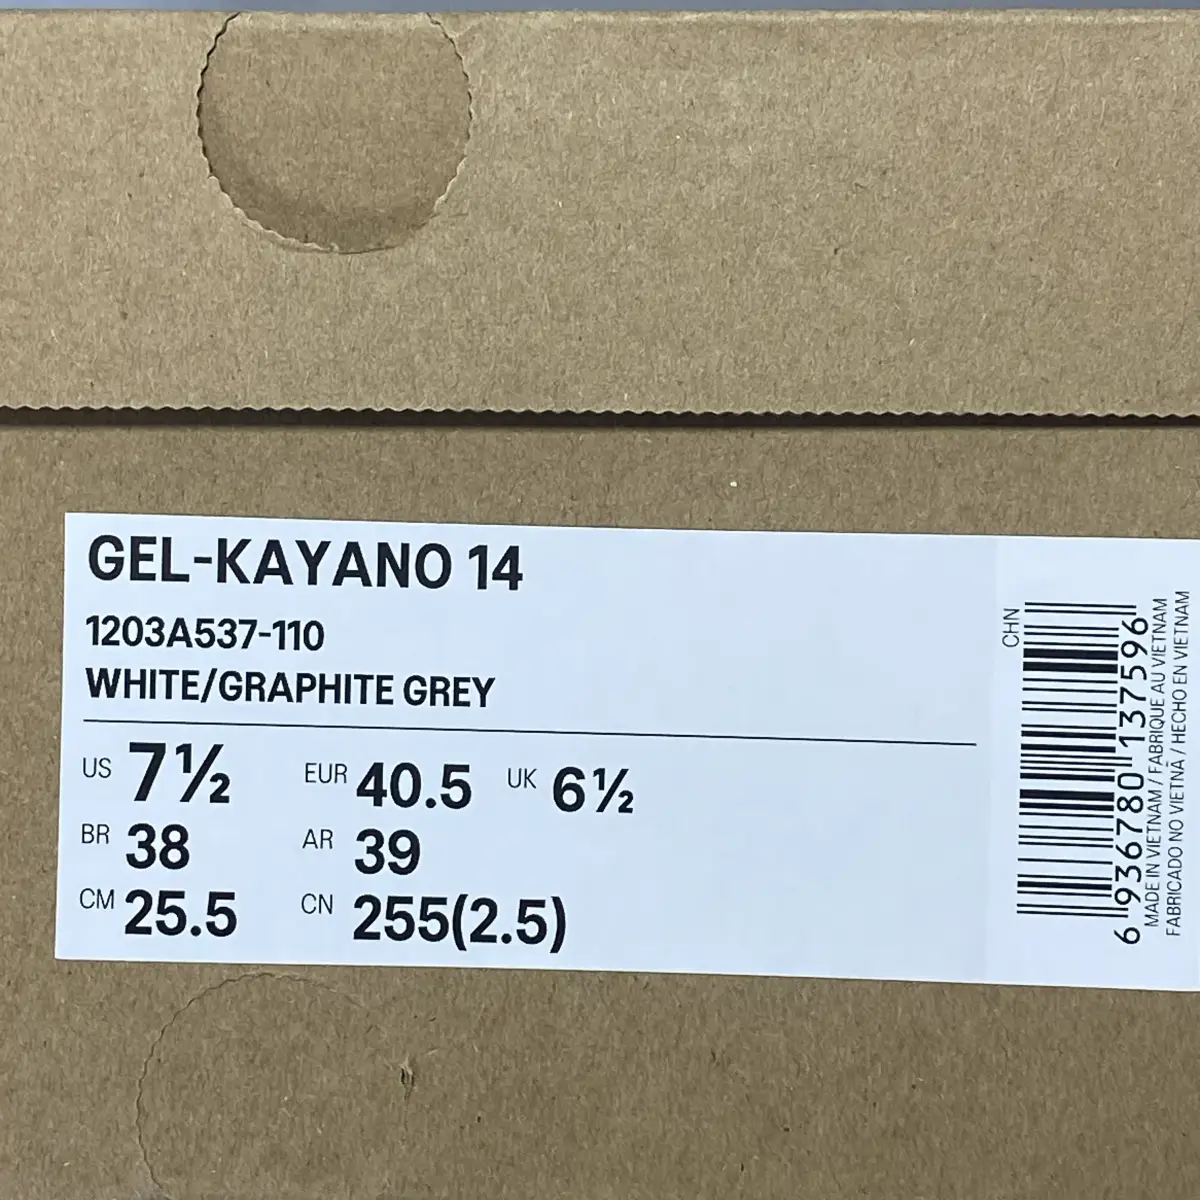 GEL-KAYANO 14
1203A537-110
WHITE/GRAPHITE GREY
US 7½ EUR 40.5 UK 6½
BR 38 AR 39
CM 25.5 CN 255(2.5)
CHN
6 936780 137596
MADE IN VIETNAM / FABRIQUE AU VIETNAM
FABRICADO NO VIETNÃ / HECHO EN VIETNAM